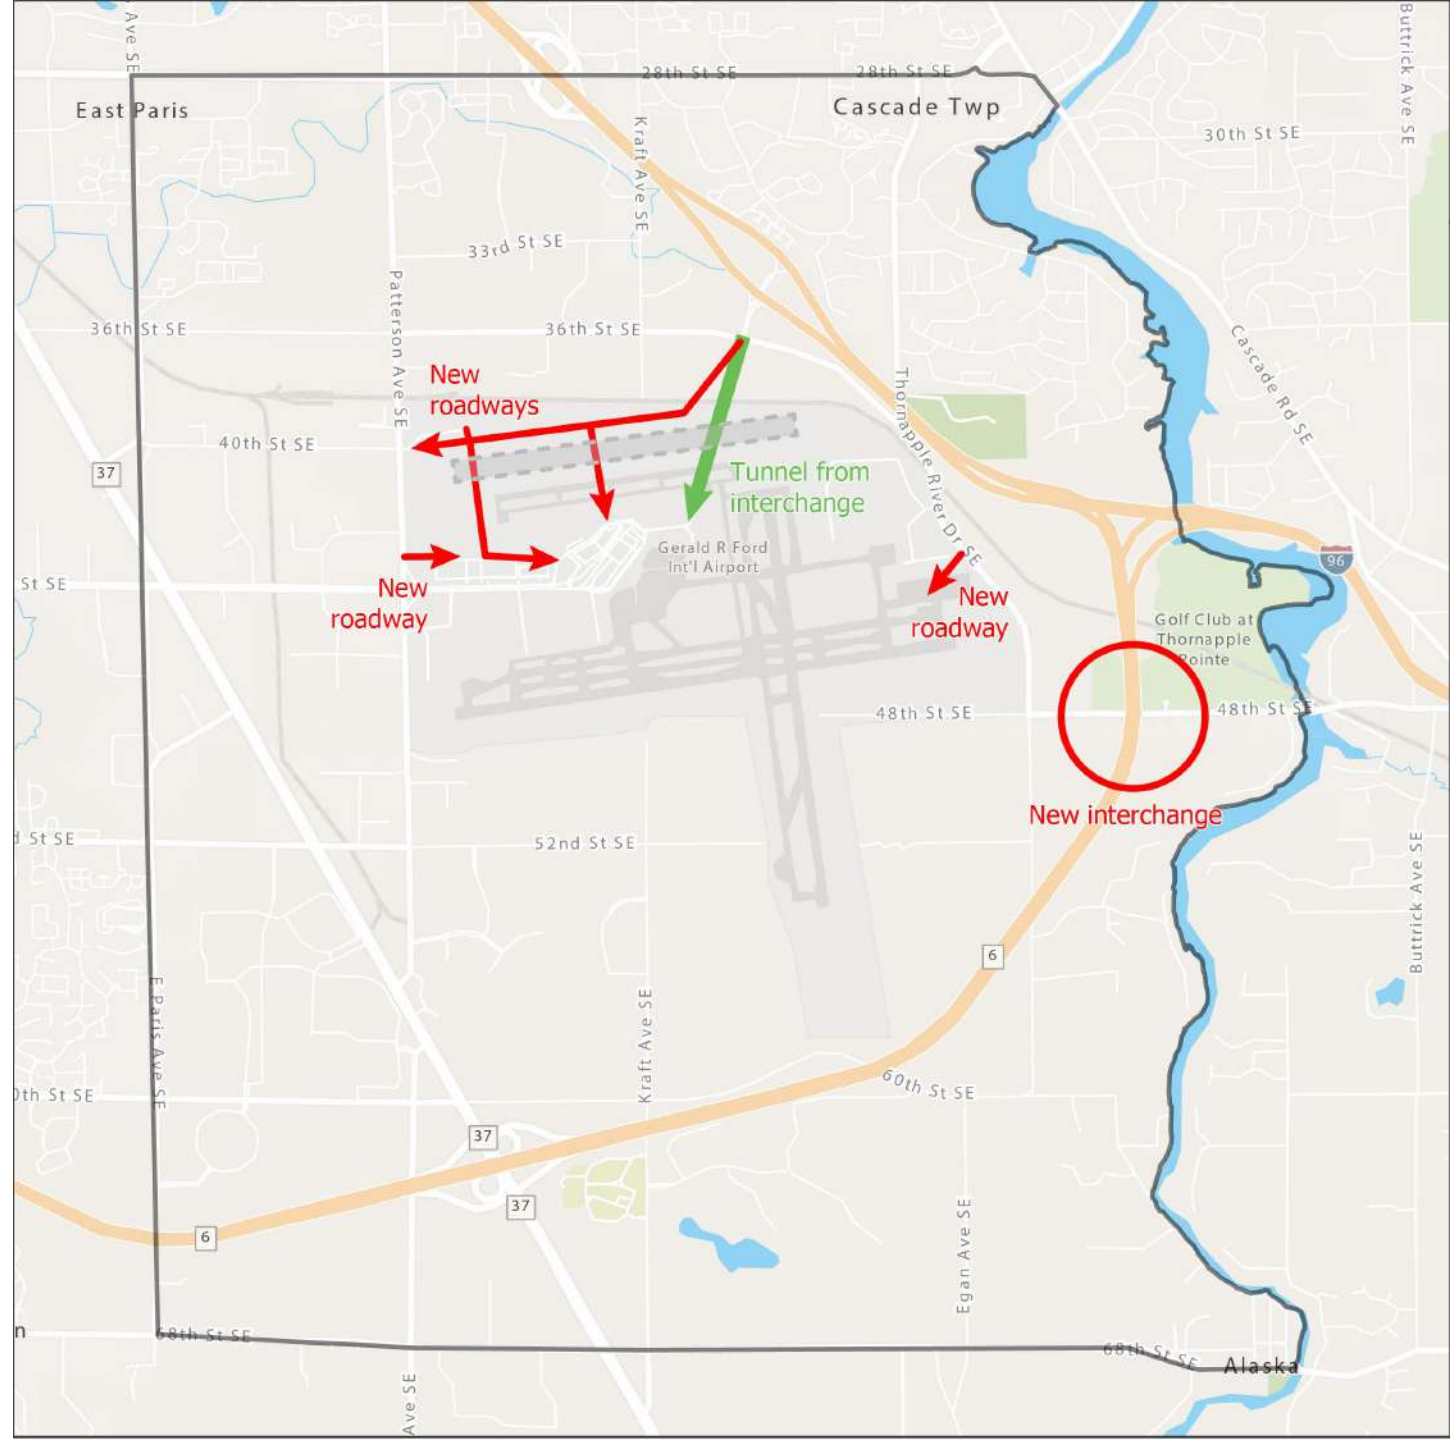 Ave SE
Buttrick Ave SE
28th St SE
28th St SE
East Paris
Cascade Twp
30th St SE
Kraft Ave SE
33rd St SE
Patterson Ave SE
36th St SE
36th St SE
Cascade Rd SE
New
roadways
Thornapple River Dr SE
40th St SE
37
Tunnel from
interchange
Gerald R Ford
Int'l Airport
96
St SE
New
roadway
New
roadway
Golf Club at
Thornapple
Pointe
48th St SE
48th St SE
New interchange
St SE
52nd St SE
Buttrick Ave SE
6
E Paris Ave SE
Kraft Ave SE
0th St SE
60th St SE
37
37
6
Egan Ave SE
n
68th St SE
68th St SE
Alaska
Ave SE